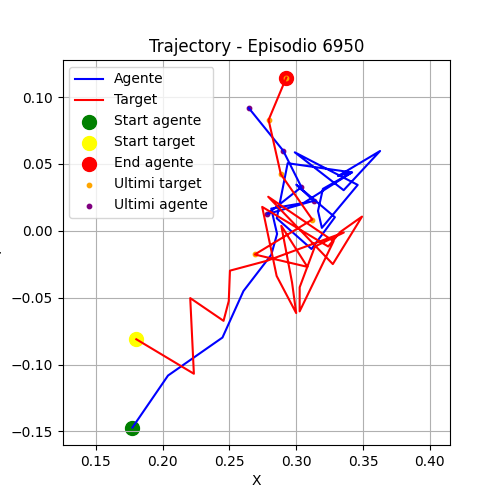 Trajectory - Episodio 6950
Agente
Target
Start agente
Start target
End agente
Ultimi target
Ultimi agente
0.10
0.05
0.00
−0.05
−0.10
−0.15
0.15 0.20 0.25 0.30 0.35 0.40
X